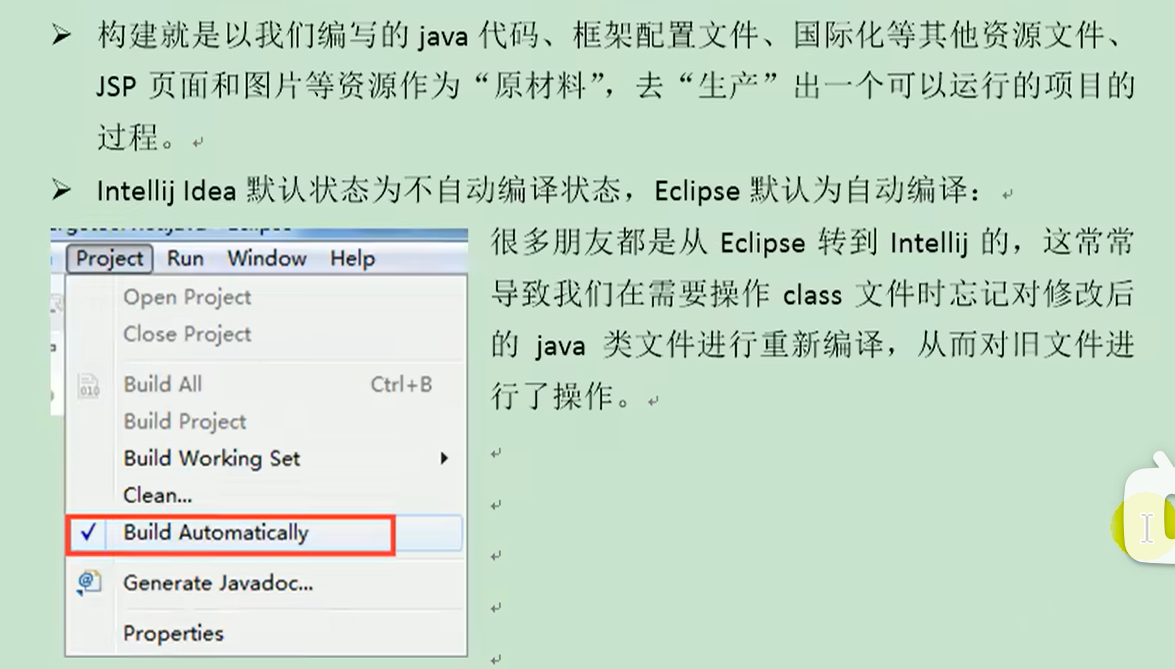 ➢ 构建就是以我们编写的 java 代码、框架配置文件、国际化等其他资源文件、
JSP 页面和图片等资源作为“原材料”，去“生产”出一个可以运行的项目的
过程。
➢ Intellij Idea 默认状态为不自动编译状态，Eclipse 默认为自动编译：
很多朋友都是从 Eclipse 转到 Intellij 的，这常常
导致我们在需要操作 class 文件时忘记对修改后
的 java 类文件进行重新编译，从而对旧文件进
行了操作。
Project Run Window Help
Open Project
Close Project
Build All Ctrl+B
Build Project
Build Working Set
Clean...
Build Automatically
Generate Javadoc...
Properties